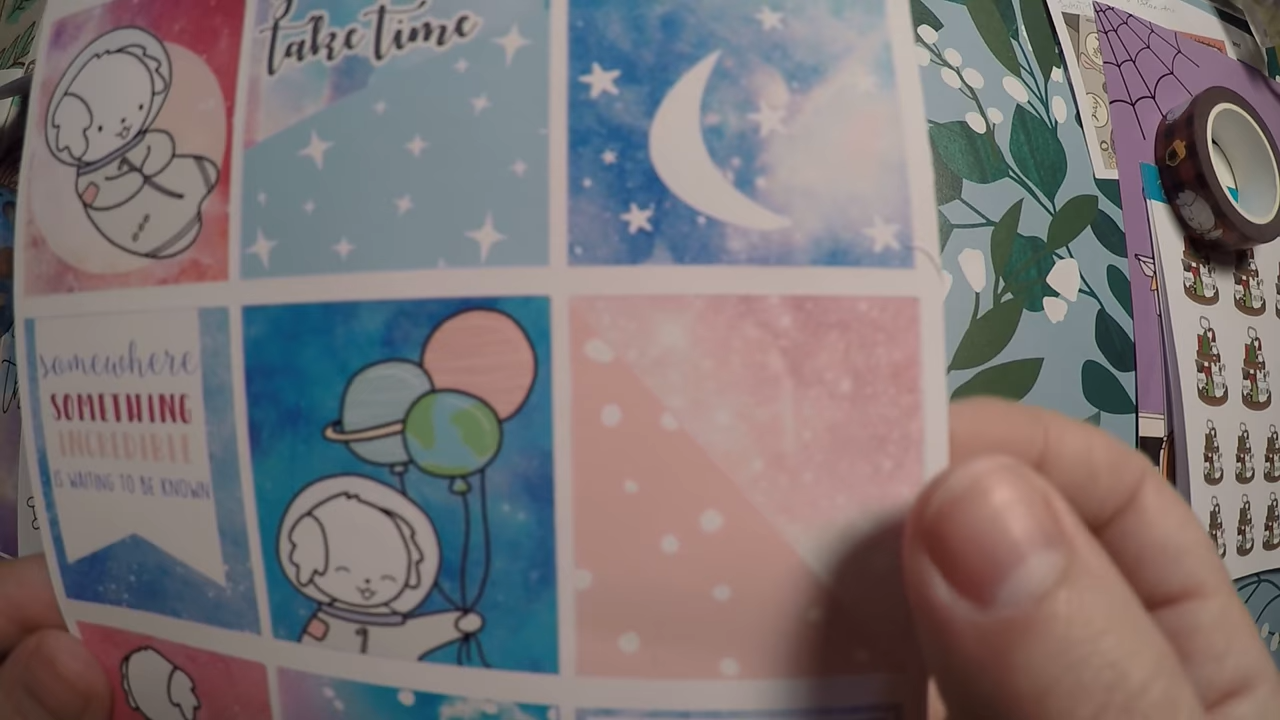 take time
somewhere
SOMETHING
INCREDIBLE
IS WAITING TO BE KNOWN